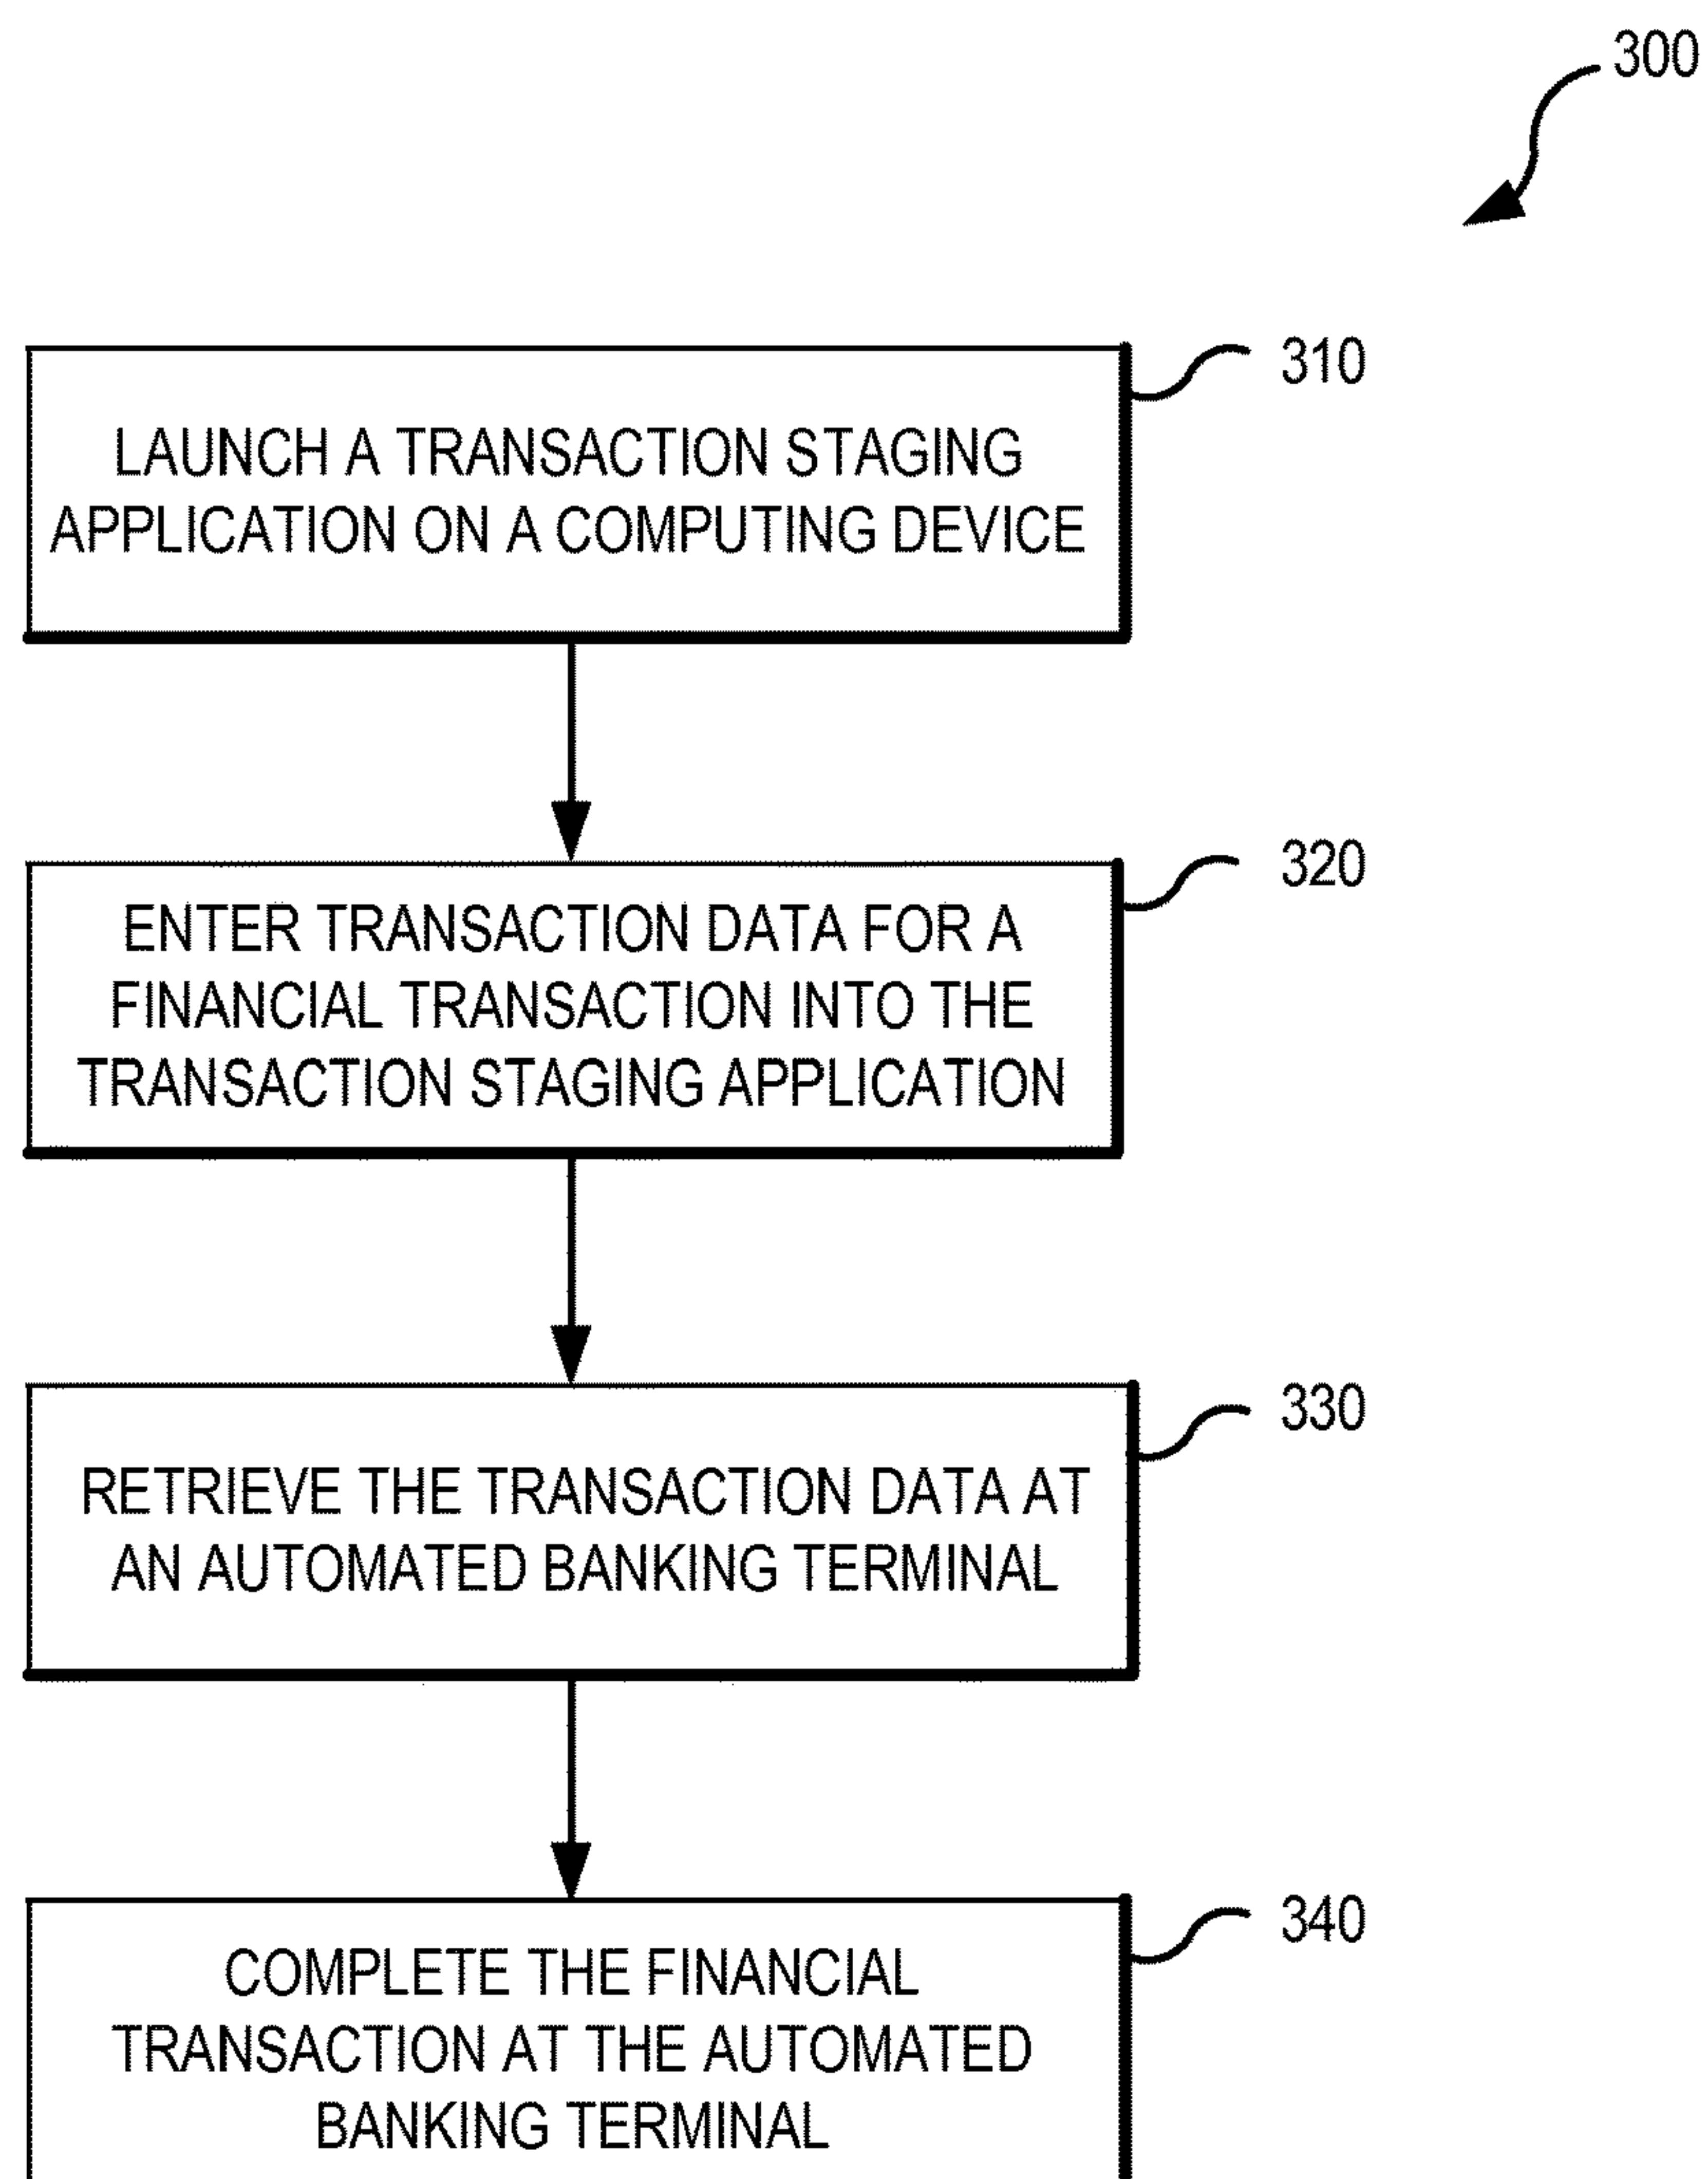 300
310
LAUNCH A TRANSACTION STAGING
APPLICATION ON A COMPUTING DEVICE
320
ENTER TRANSACTION DATA FOR A
FINANCIAL TRANSACTION INTO THE
TRANSACTION STAGING APPLICATION
330
RETRIEVE THE TRANSACTION DATA AT
AN AUTOMATED BANKING TERMINAL
340
COMPLETE THE FINANCIAL
TRANSACTION AT THE AUTOMATED
BANKING TERMINAL